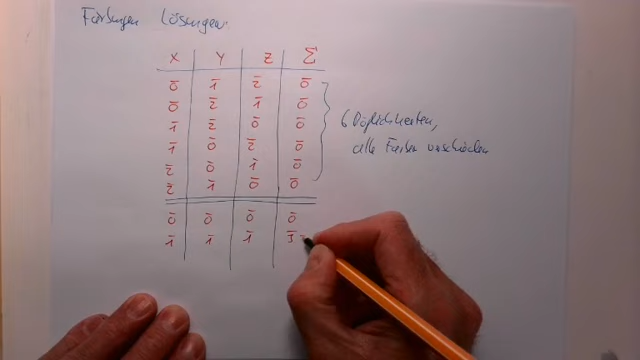 Färbungen Lösungen:
X Y Z Σ
0̄ 1̄ 2̄ 0̄
0̄ 2̄ 1̄ 0̄
1̄ 2̄ 0̄ 0̄
1̄ 0̄ 2̄ 0̄
2̄ 0̄ 1̄ 0̄
2̄ 1̄ 0̄ 0̄
6 Möglichkeiten,
alle Farben verschieden
0̄ 0̄ 0̄ 0̄
1̄ 1̄ 1̄